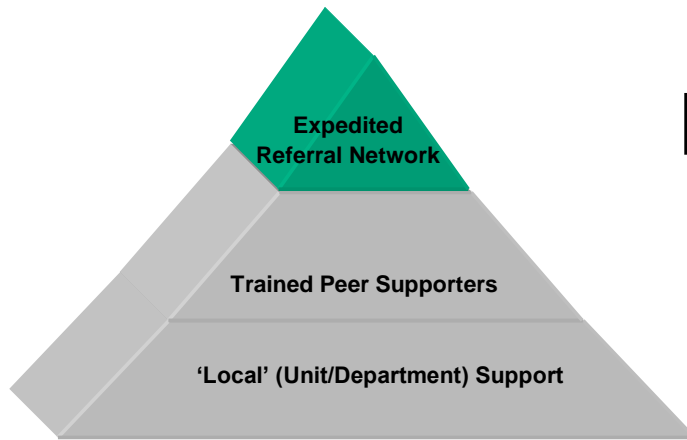 Expedited
Referral Network
Trained Peer Supporters
‘Local’ (Unit/Department) Support